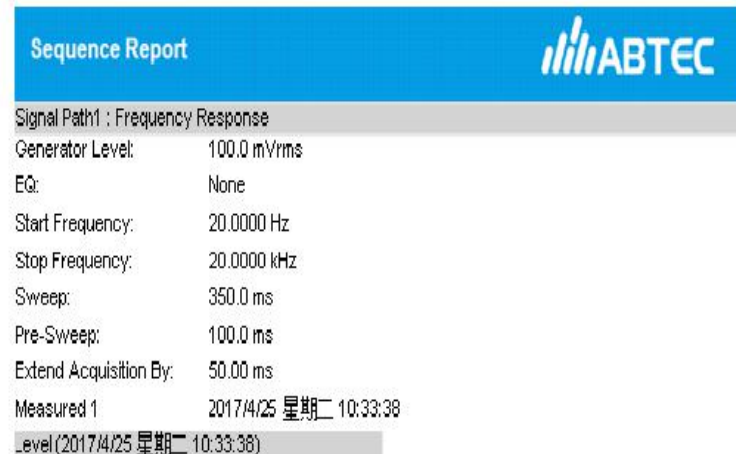 Sequence Report
ABTEC
Signal Path1 : Frequency Response
Generator Level: 100.0 mVrms
EQ: None
Start Frequency: 20.0000 Hz
Stop Frequency: 20.0000 kHz
Sweep: 350.0 ms
Pre-Sweep: 100.0 ms
Extend Acquisition By: 50.00 ms
Measured 1 2017/4/25 星期二 10:33:38
Level (2017/4/25 星期二 10:33:38)